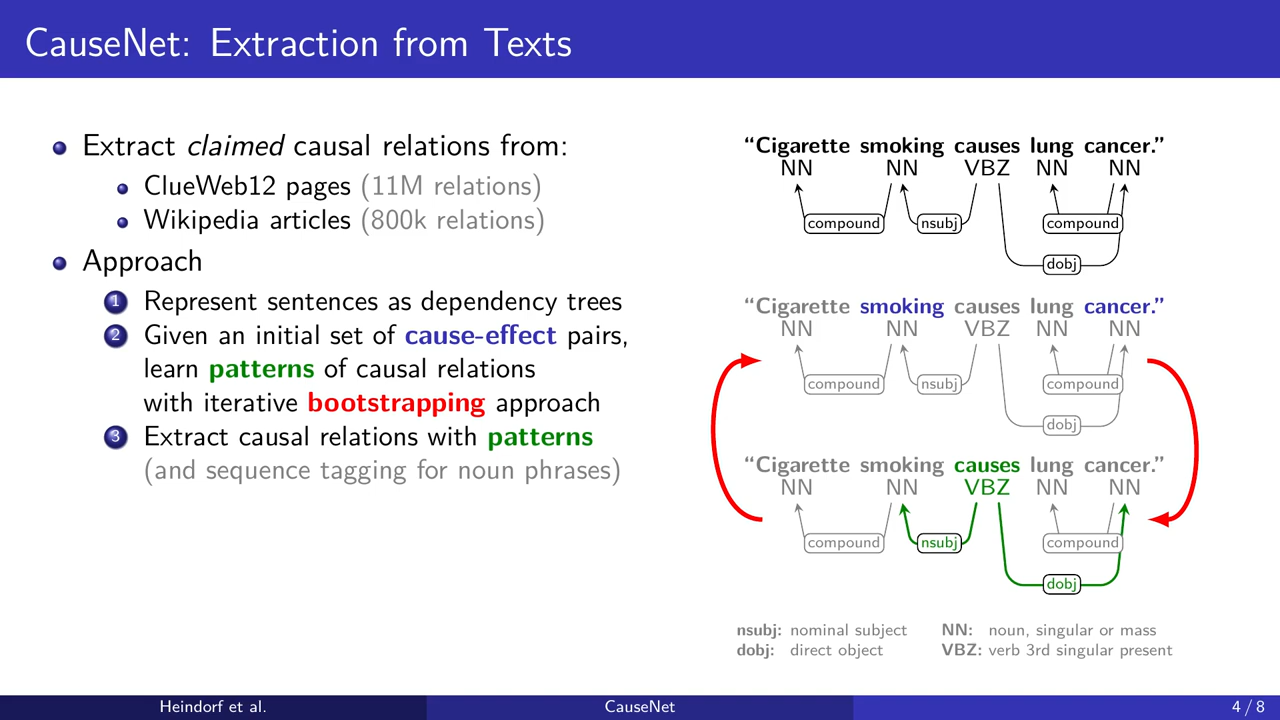 CauseNet: Extraction from Texts
Extract claimed causal relations from:
ClueWeb12 pages (11M relations)
Wikipedia articles (800k relations)
Approach
1 Represent sentences as dependency trees
2 Given an initial set of cause-effect pairs,
learn patterns of causal relations
with iterative bootstrapping approach
3 Extract causal relations with patterns
(and sequence tagging for noun phrases)
“Cigarette smoking causes lung cancer.”
NN NN VBZ NN NN
compound nsubj compound
dobj
“Cigarette smoking causes lung cancer.”
NN NN VBZ NN NN
compound nsubj compound
dobj
“Cigarette smoking causes lung cancer.”
NN NN VBZ NN NN
compound nsubj compound
dobj
nsubj: nominal subject NN: noun, singular or mass
dobj: direct object VBZ: verb 3rd singular present
Heindorf et al. CauseNet 4 / 8